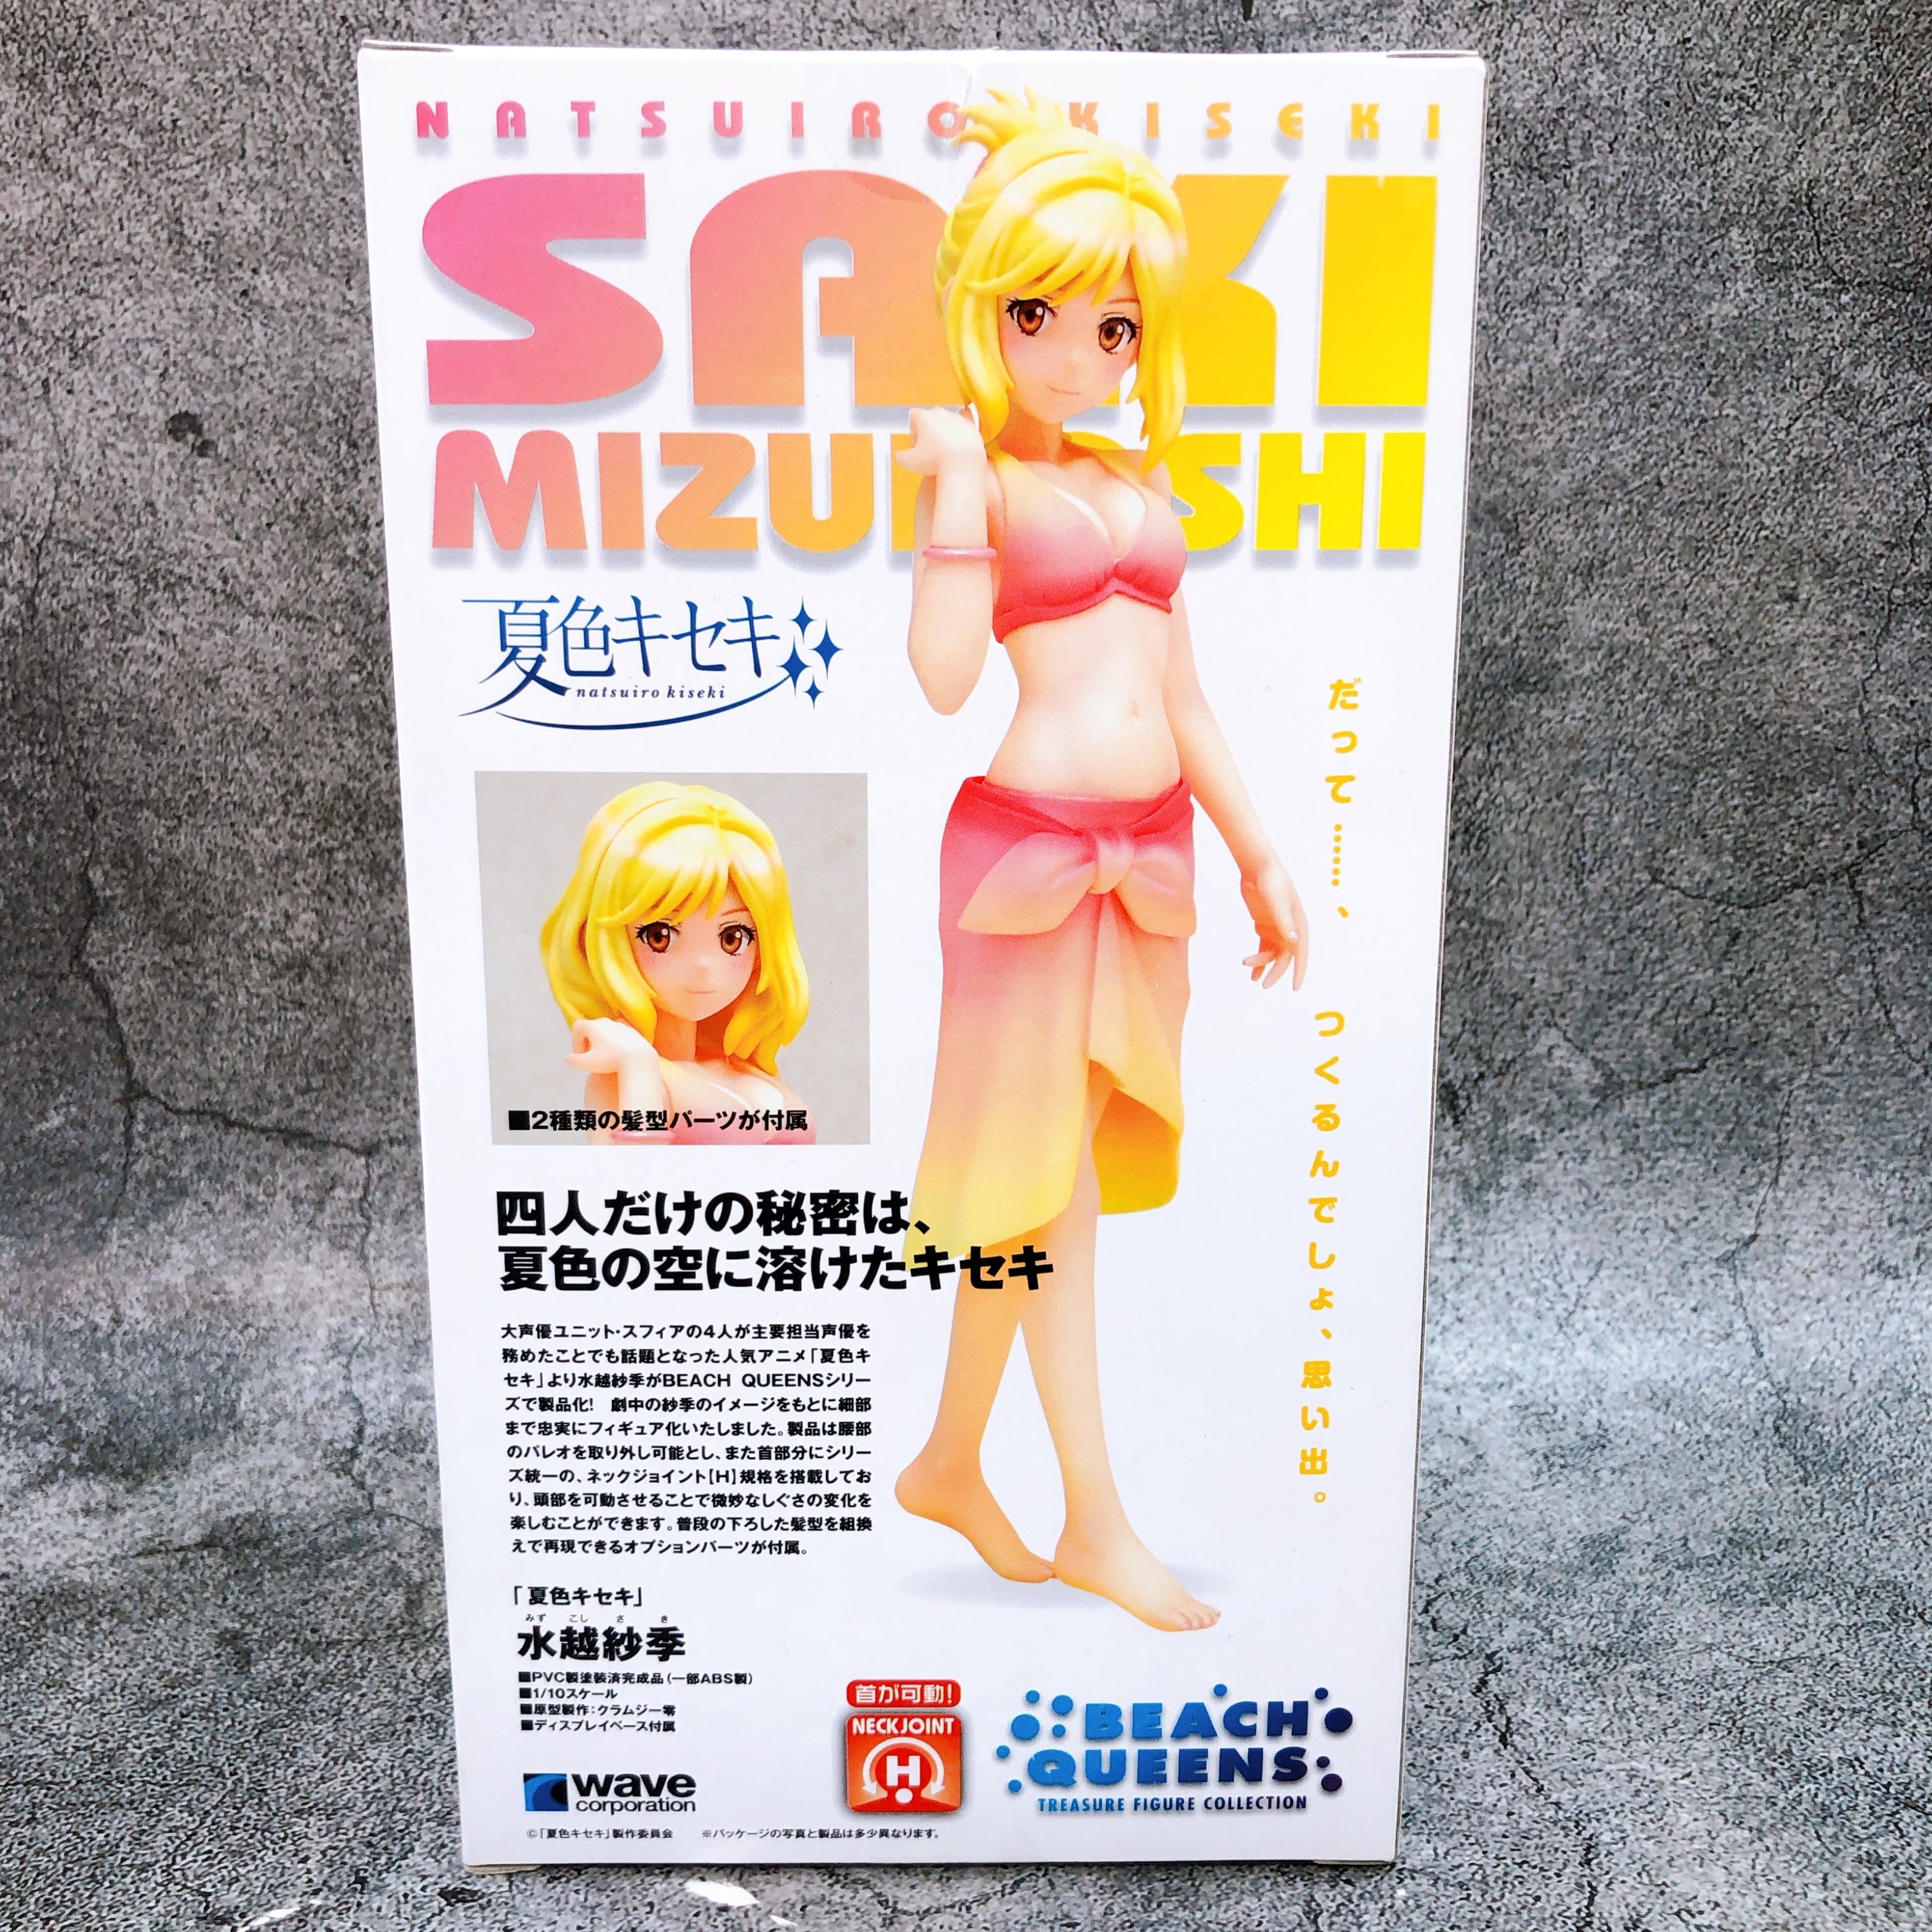 NATSUIRO KISEKI
SAKI
MIZU SHI
夏色キセキ
natsuiro kiseki
だって……、
つくるんでしょ、思い出。
■2種類の髪型パーツが付属
四人だけの秘密は、
夏色の空に溶けたキセキ
大声優ユニット・スフィアの4人が主要担当声優を
務めたことでも話題となった人気アニメ「夏色キ
セキ」より水越紗季がBEACH QUEENSシリー
ズで製品化! 劇中の紗季のイメージをもとに細部
まで忠実にフィギュア化いたしました。製品は腰部
のパレオを取り外し可能とし、また首部分にシリー
ズ統一の、ネックジョイント【H】規格を搭載してお
り、頭部を可動させることで微妙なしぐさの変化を
楽しむことができます。普段の下ろした髪型を組換
えで再現できるオプションパーツが付属。
「夏色キセキ」
みず こし さ き
水越紗季
■PVC製塗装済完成品(一部ABS製)
■1/10スケール
■原型製作:クラムジー零
■ディスプレイベース付属
首が可動!
NECK JOINT
H
BEACH
QUEENS
TREASURE FIGURE COLLECTION
wave
corporation
©「夏色キセキ」製作委員会 ※パッケージの写真と製品は多少異なります。